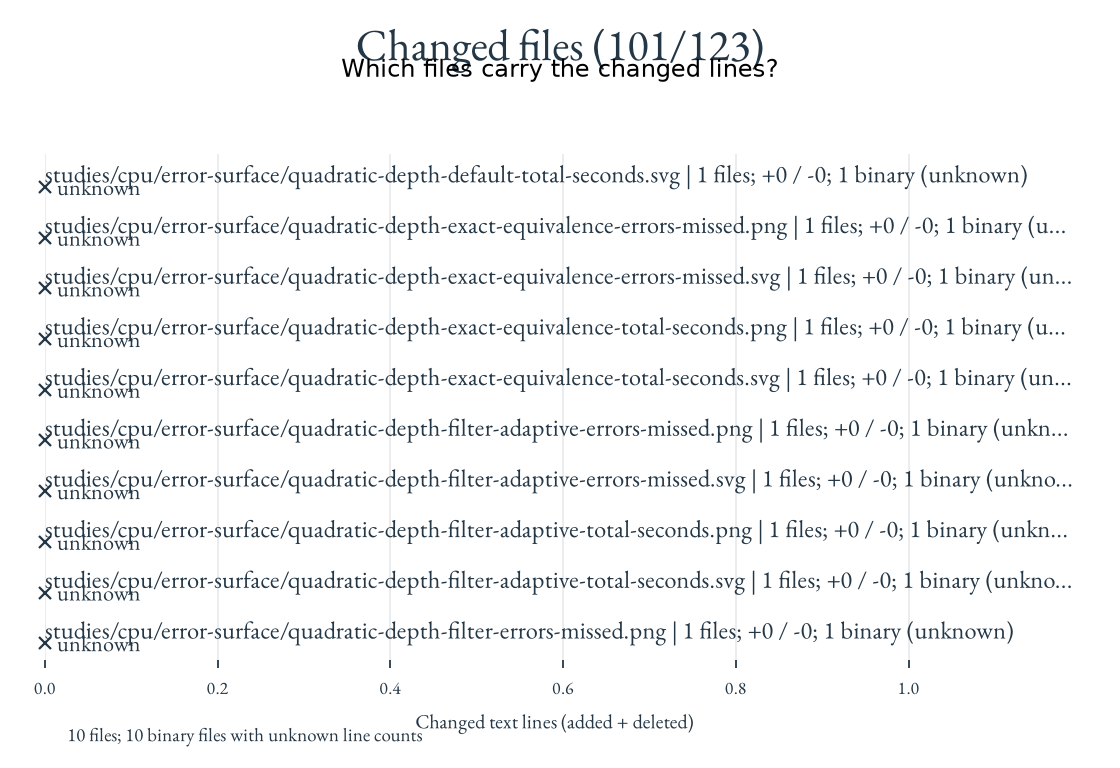 Changed files (101/123)
Which files carry the changed lines?
studies/cpu/error-surface/quadratic-depth-default-total-seconds.svg | 1 files; +0 / -0; 1 binary (unknown)
unknown
studies/cpu/error-surface/quadratic-depth-exact-equivalence-errors-missed.png | 1 files; +0 / -0; 1 binary (u...
unknown
studies/cpu/error-surface/quadratic-depth-exact-equivalence-errors-missed.svg | 1 files; +0 / -0; 1 binary (un...
unknown
studies/cpu/error-surface/quadratic-depth-exact-equivalence-total-seconds.png | 1 files; +0 / -0; 1 binary (u...
unknown
studies/cpu/error-surface/quadratic-depth-exact-equivalence-total-seconds.svg | 1 files; +0 / -0; 1 binary (un...
unknown
studies/cpu/error-surface/quadratic-depth-filter-adaptive-errors-missed.png | 1 files; +0 / -0; 1 binary (unkn...
unknown
studies/cpu/error-surface/quadratic-depth-filter-adaptive-errors-missed.svg | 1 files; +0 / -0; 1 binary (unkno...
unknown
studies/cpu/error-surface/quadratic-depth-filter-adaptive-total-seconds.png | 1 files; +0 / -0; 1 binary (unkn...
unknown
studies/cpu/error-surface/quadratic-depth-filter-adaptive-total-seconds.svg | 1 files; +0 / -0; 1 binary (unkno...
unknown
studies/cpu/error-surface/quadratic-depth-filter-errors-missed.png | 1 files; +0 / -0; 1 binary (unknown)
unknown
0.0 0.2 0.4 0.6 0.8 1.0
Changed text lines (added + deleted)
10 files; 10 binary files with unknown line counts